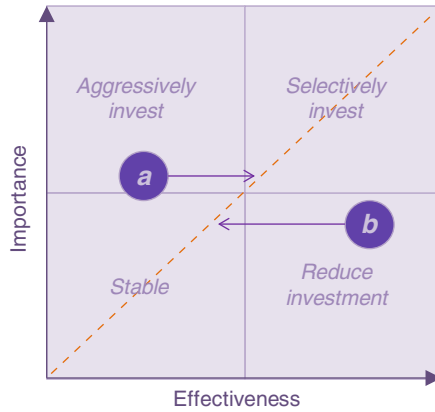 Aggressively
invest
Selectively
invest
a
b
Stable
Reduce
investment
Importance
Effectiveness